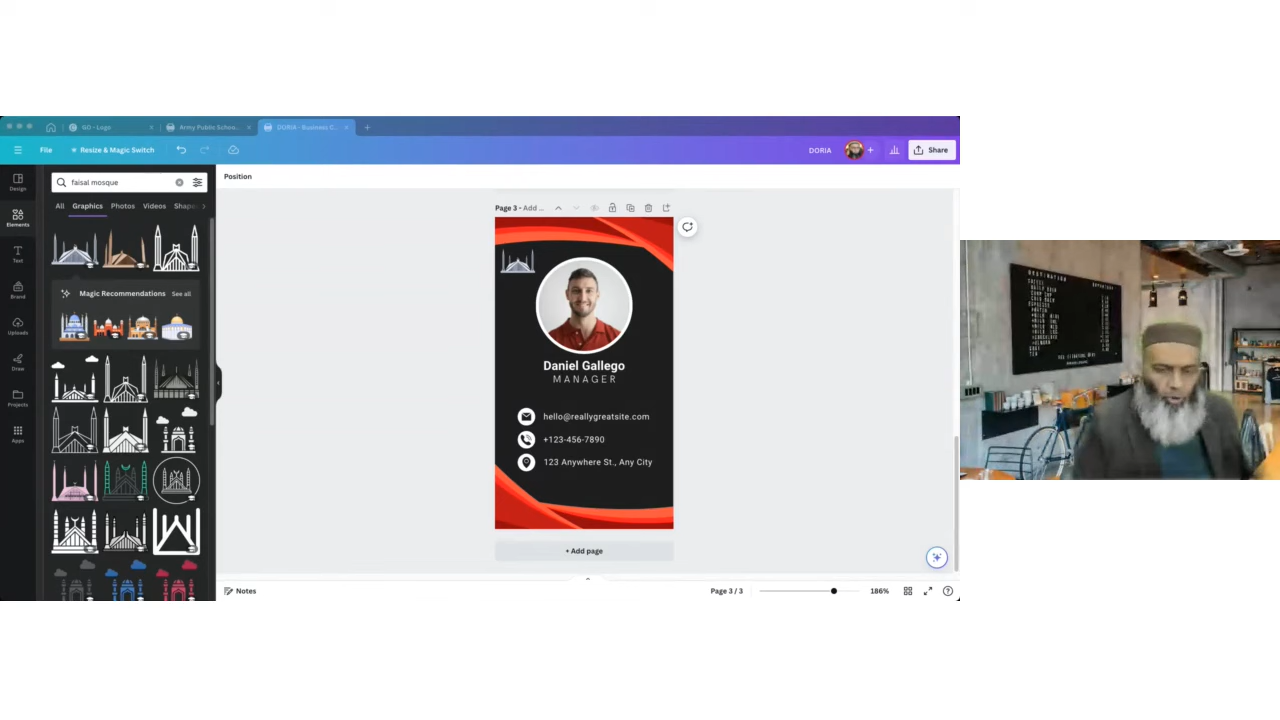 GO - Logo
Army Public Schoo...
DORIA - Business C...
File
Resize & Magic Switch
DORIA
Share
Design
Elements
Text
Brand
Uploads
Draw
Projects
Apps
faisal mosque
All
Graphics
Photos
Videos
Shape
Magic Recommendations
See all
Position
Page 3 - Add ...
Daniel Gallego
MANAGER
hello@reallygreatsite.com
+123-456-7890
123 Anywhere St., Any City
+ Add page
Notes
Page 3 / 3
186%